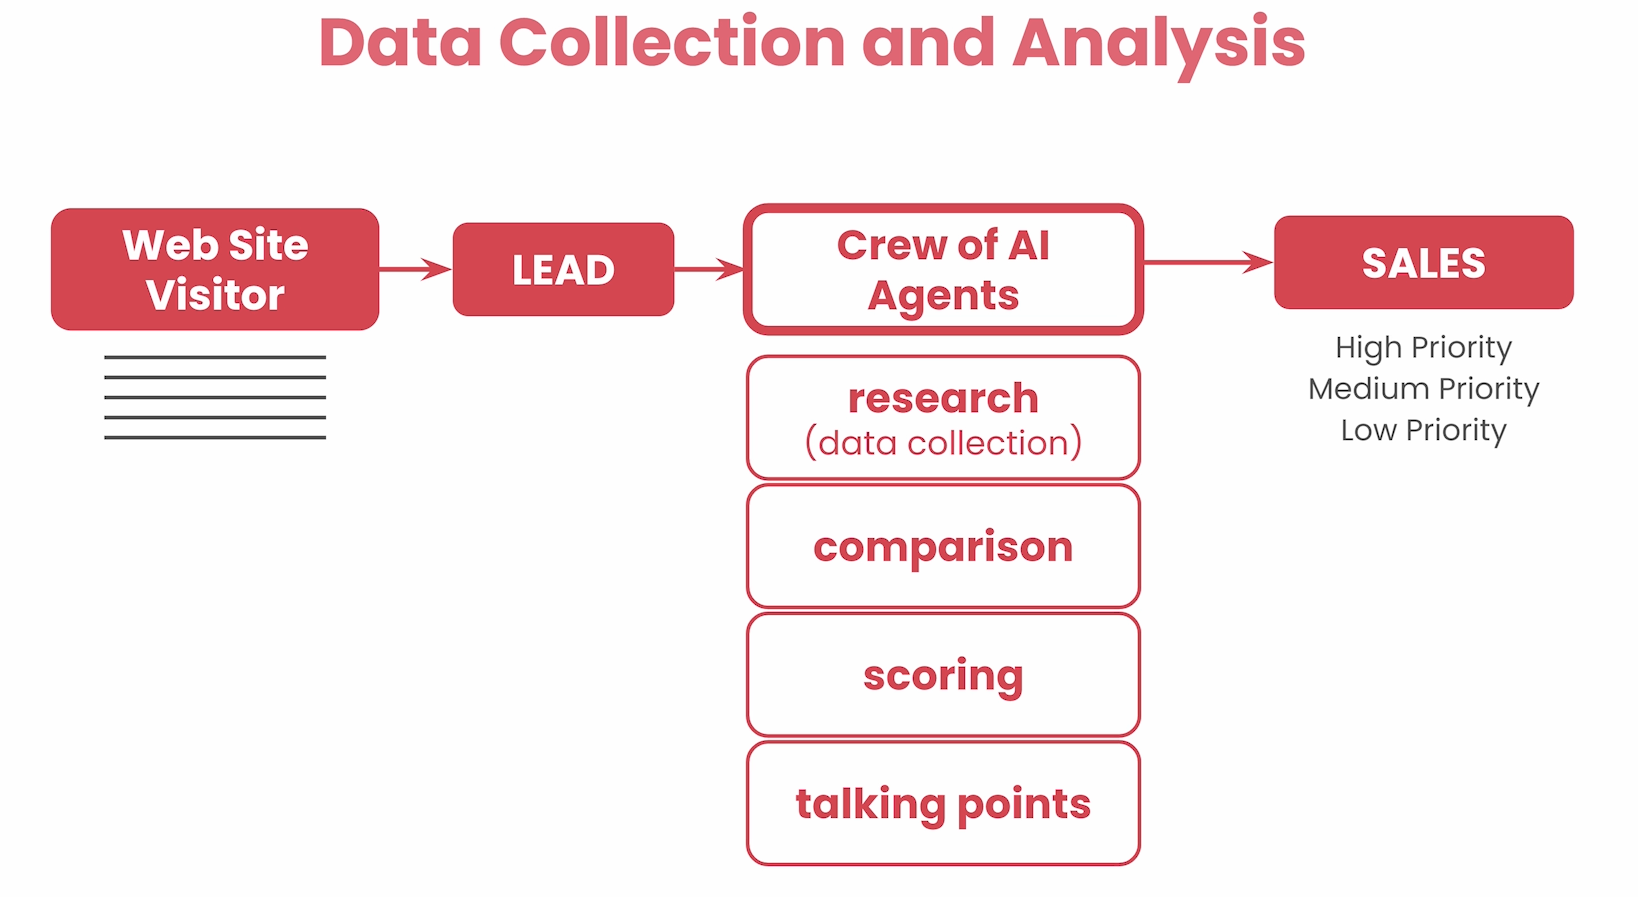 Data Collection and Analysis
Web Site
Visitor
LEAD
Crew of AI
Agents
SALES
High Priority
Medium Priority
Low Priority
research
(data collection)
comparison
scoring
talking points